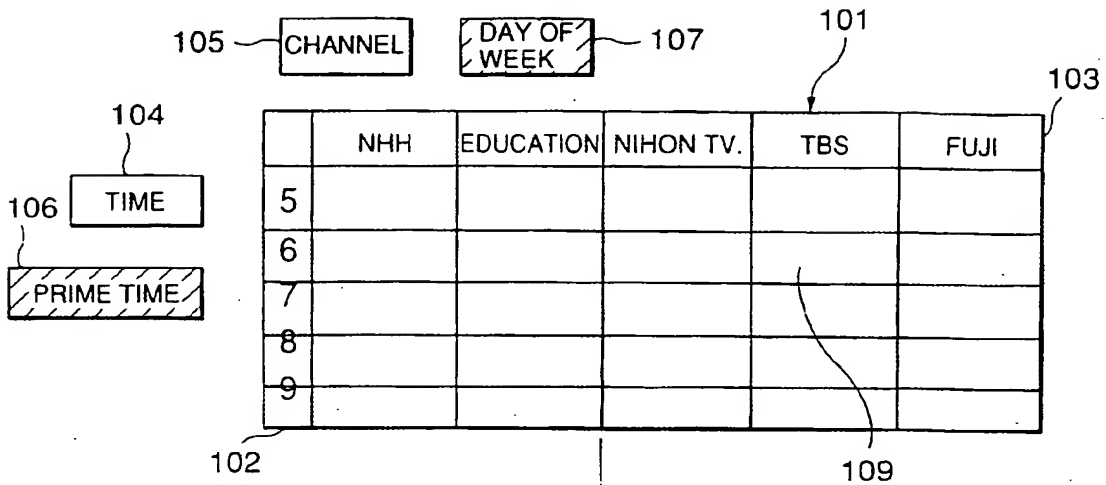 105 CHANNEL DAY OF WEEK 107 101
103
104
NHH EDUCATION NIHON TV. TBS FUJI
TIME 5
106 6
PRIME TIME 7
8
9
102 109